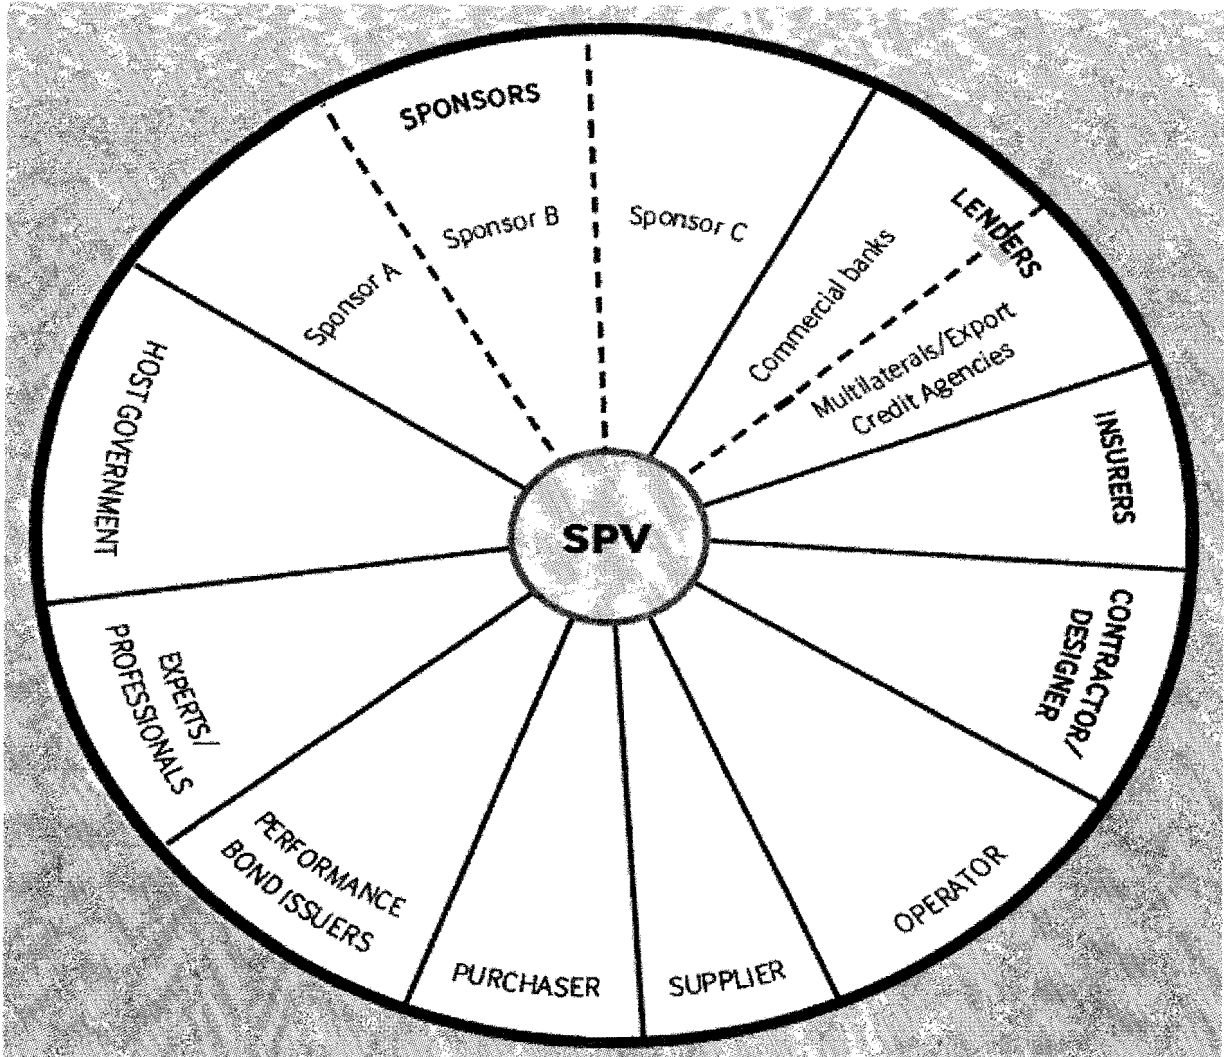 SPONSORS
Sponsor A
Sponsor B
Sponsor C
LENDERS
Commercial banks
Multilaterals/Export
Credit Agencies
INSURERS
CONTRACTOR/
DESIGNER
OPERATOR
SUPPLIER
PURCHASER
PERFORMANCE
BOND ISSUERS
EXPERTS/
PROFESSIONALS
HOST GOVERNMENT
SPV